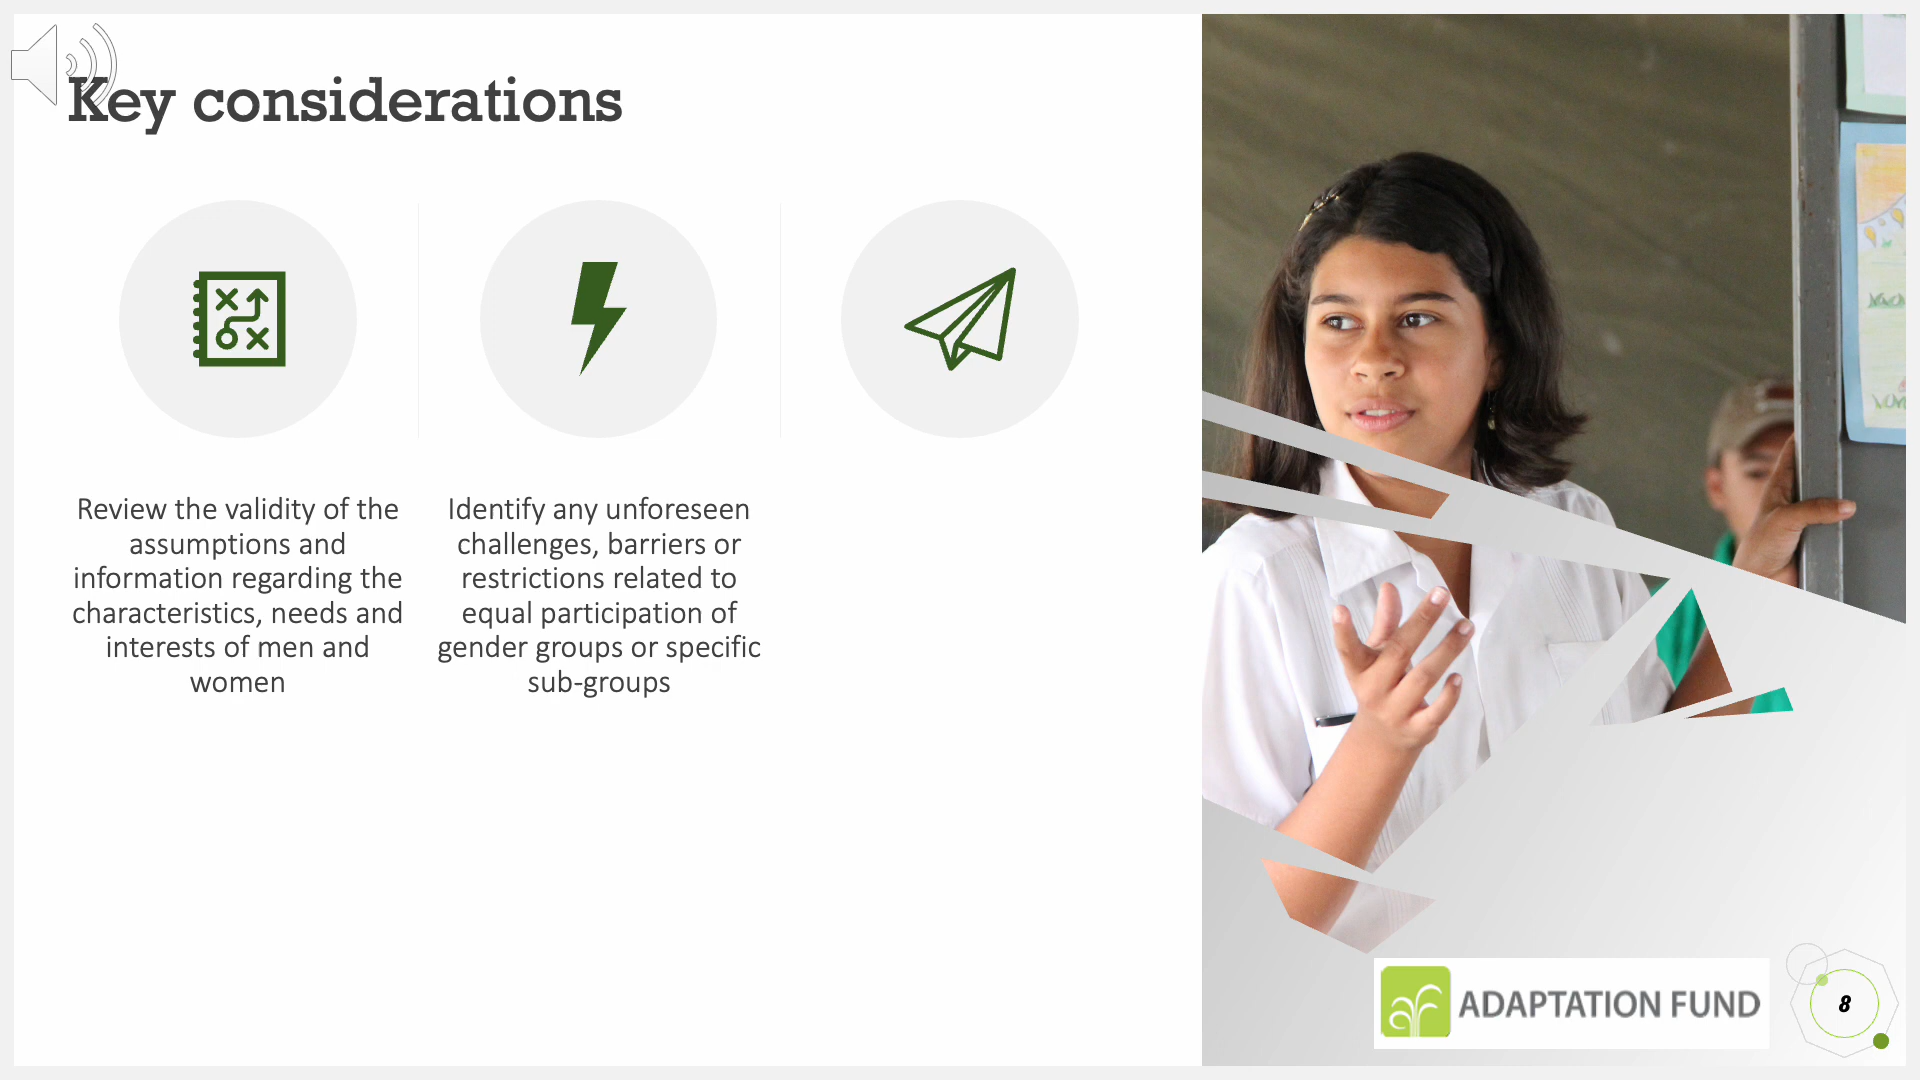 Key considerations
Review the validity of the
assumptions and
information regarding the
characteristics, needs and
interests of men and
women
Identify any unforeseen
challenges, barriers or
restrictions related to
equal participation of
gender groups or specific
sub-groups
ADAPTATION FUND
8